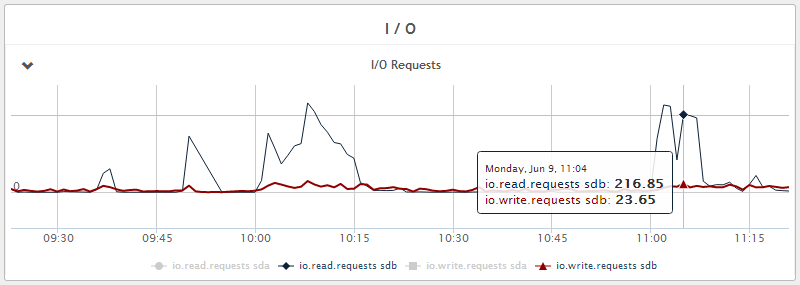 I / O
I/O Requests
0
Monday, Jun 9, 11:04
io.read.requests sdb: 216.85
io.write.requests sdb: 23.65
09:30 09:45 10:00 10:15 10:30 10:45 11:00 11:15
io.read.requests sda io.read.requests sdb io.write.requests sda io.write.requests sdb